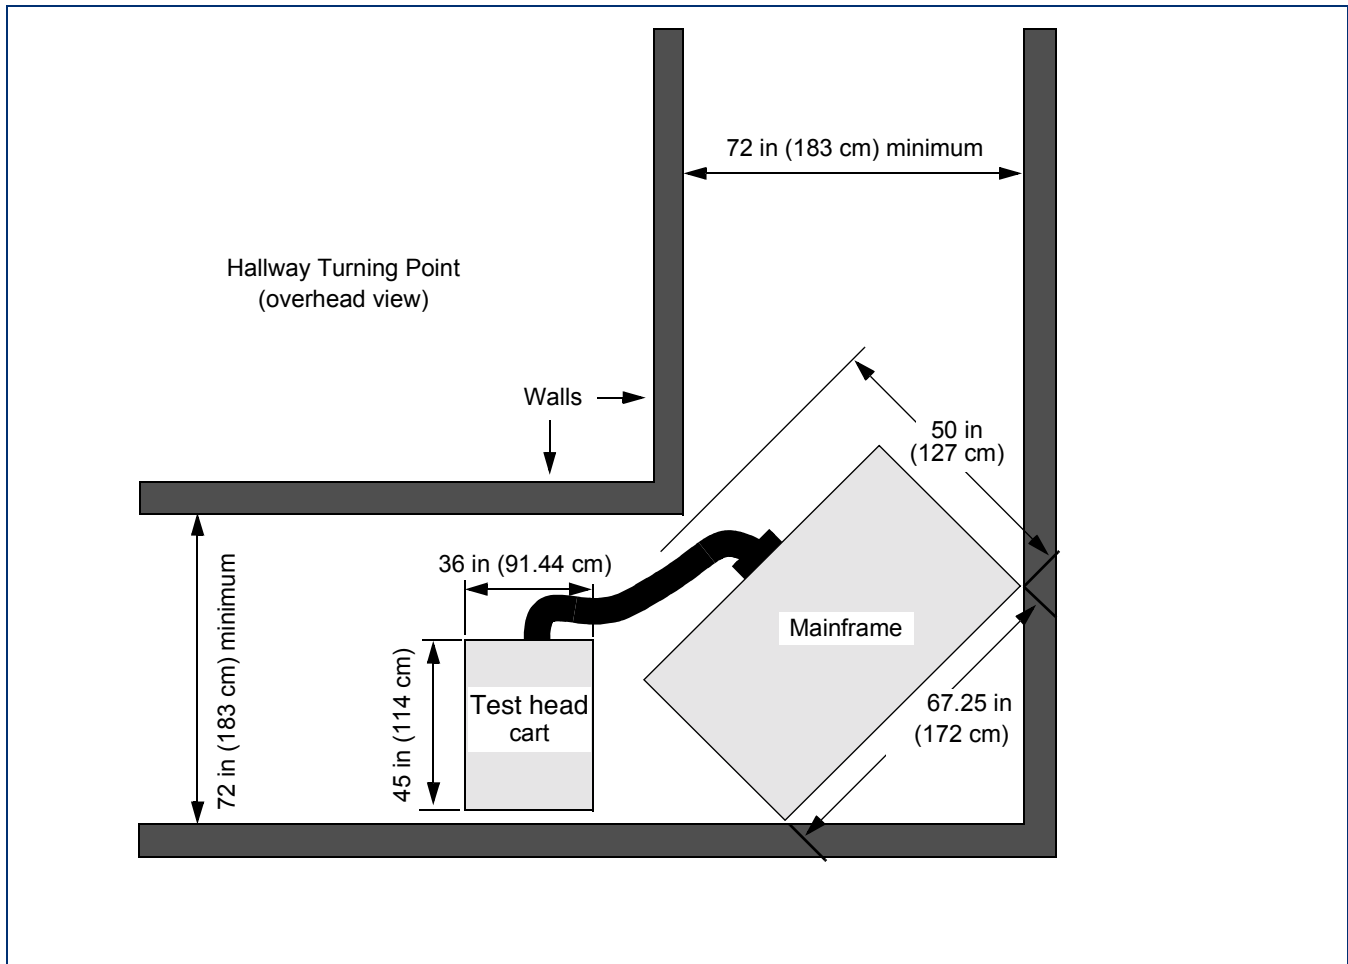 72 in (183 cm) minimum
Hallway Turning Point
(overhead view)
Walls
50 in
(127 cm)
36 in (91.44 cm)
72 in (183 cm) minimum
45 in (114 cm)
Test head
cart
Mainframe
67.25 in
(172 cm)